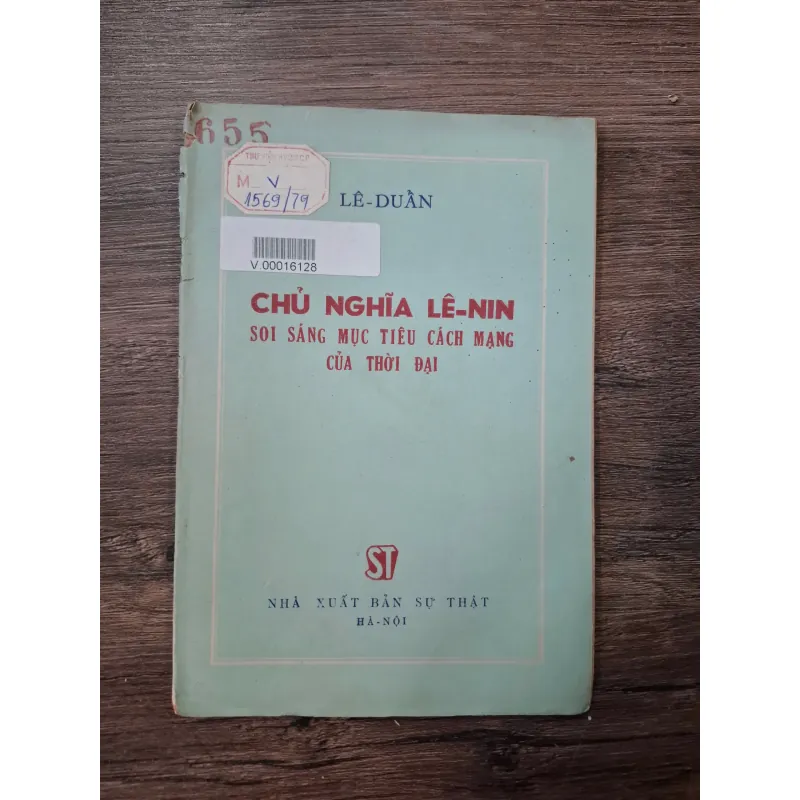 655
M V
1569/79
LÊ-DUẨN
V 00016128
CHỦ NGHĨA LÊ-NIN
SOI SÁNG MỤC TIÊU CÁCH MẠNG
CỦA THỜI ĐẠI
ST
NHÀ XUẤT BẢN SỰ THẬT
HÀ-NỘI